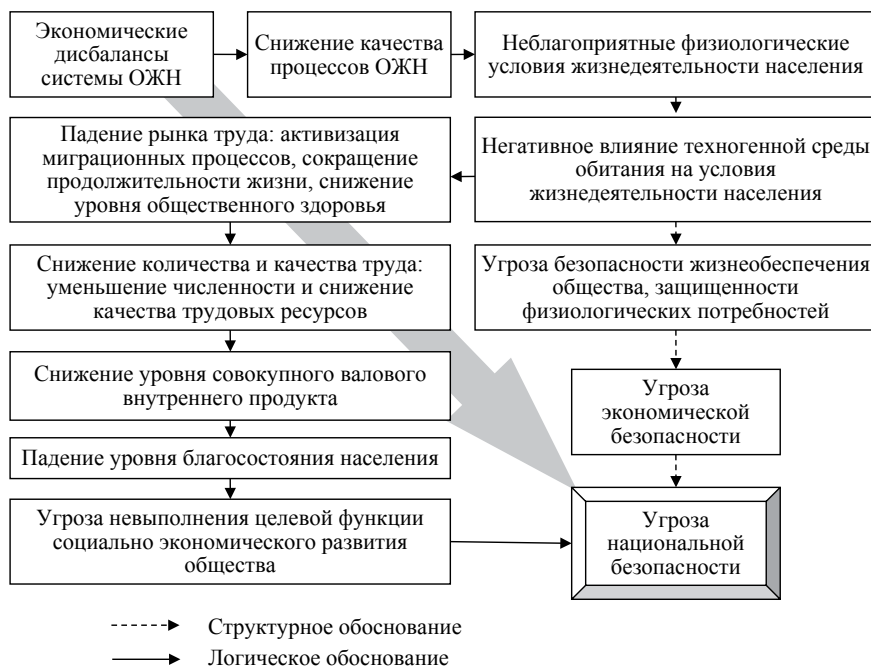 Экономические
дисбалансы
системы ОЖН
Снижение качества
процессов ОЖН
Неблагоприятные физиологические
условия жизнедеятельности населения
Падение рынка труда: активизация
миграционных процессов, сокращение
продолжительности жизни, снижение
уровня общественного здоровья
Негативное влияние техногенной среды
обитания на условия
жизнедеятельности населения
Снижение количества и качества труда:
уменьшение численности и снижение
качества трудовых ресурсов
Угроза безопасности жизнеобеспечения
общества, защищенности
физиологических потребностей
Снижение уровня совокупного валового
внутреннего продукта
Угроза
экономической
безопасности
Падение уровня благосостояния населения
Угроза невыполнения целевой функции
социально экономического развития
общества
Угроза
национальной
безопасности
Структурное обоснование
Логическое обоснование